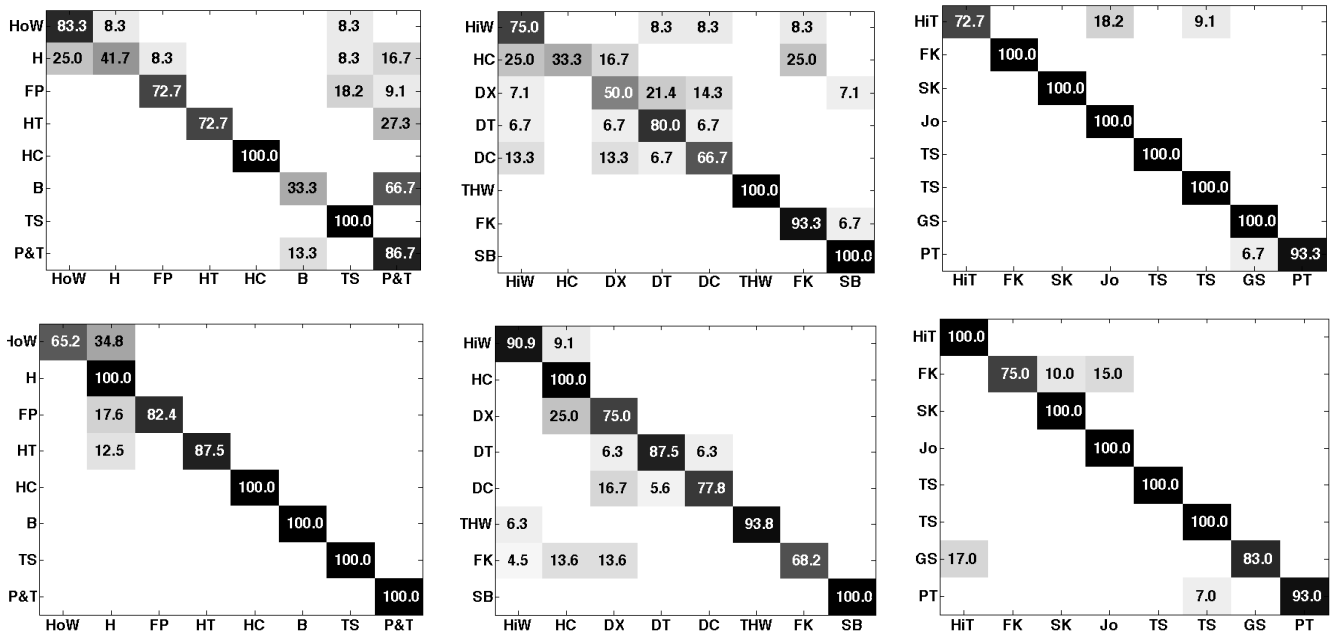 HoW 83.3 8.3 8.3
H 25.0 41.7 8.3 8.3 16.7
FP 72.7 18.2 9.1
HT 72.7 27.3
HC 100.0
B 33.3 66.7
TS 100.0
P&T 13.3 86.7
HoW H FP HT HC B TS P&T
HiW 75.0 8.3 8.3 8.3
HC 25.0 33.3 16.7 25.0
DX 7.1 50.0 21.4 14.3 7.1
DT 6.7 6.7 80.0 6.7
DC 13.3 13.3 6.7 66.7
THW 100.0
FK 93.3 6.7
SB 100.0
HiW HC DX DT DC THW FK SB
HiT 72.7 18.2 9.1
FK 100.0
SK 100.0
Jo 100.0
TS 100.0
TS 100.0
GS 100.0
PT 6.7 93.3
HiT FK SK Jo TS TS GS PT
HoW 65.2 34.8
H 100.0
FP 17.6 82.4
HT 12.5 87.5
HC 100.0
B 100.0
TS 100.0
P&T 100.0
HoW H FP HT HC B TS P&T
HiW 90.9 9.1
HC 100.0
DX 25.0 75.0
DT 6.3 87.5 6.3
DC 16.7 5.6 77.8
THW 6.3 93.8
FK 4.5 13.6 13.6 68.2
SB 100.0
HiW HC DX DT DC THW FK SB
HiT 100.0
FK 75.0 10.0 15.0
SK 100.0
Jo 100.0
TS 100.0
TS 100.0
GS 17.0 83.0
PT 7.0 93.0
HiT FK SK Jo TS TS GS PT